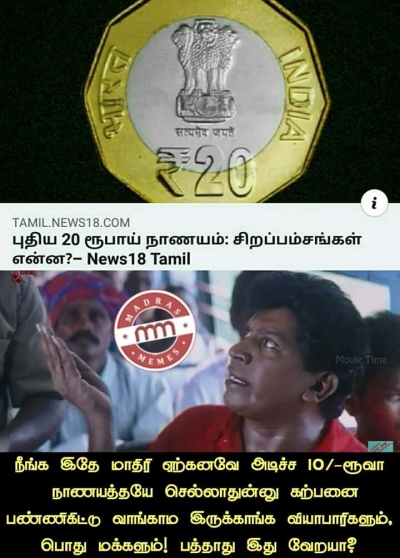 भारत
INDIA
सत्यमेव जयते
₹20
TAMIL.NEWS18.COM
புதிய 20 ரூபாய் நாணயம்: சிறப்பம்சங்கள்
என்ன?– News18 Tamil
MADRAS
mm
MEMES
Movie Time
நீங்க இதே மாதிரி ஏற்கனவே அடிச்ச 10/-ரூவா
நாணயத்தயே செல்லாதுன்னு கற்பனை
பண்ணிகிட்டு வாங்காம இருக்காங்க வியாபாரிகளும்,
பொது மக்களும்! பத்தாது இது வேறயா?